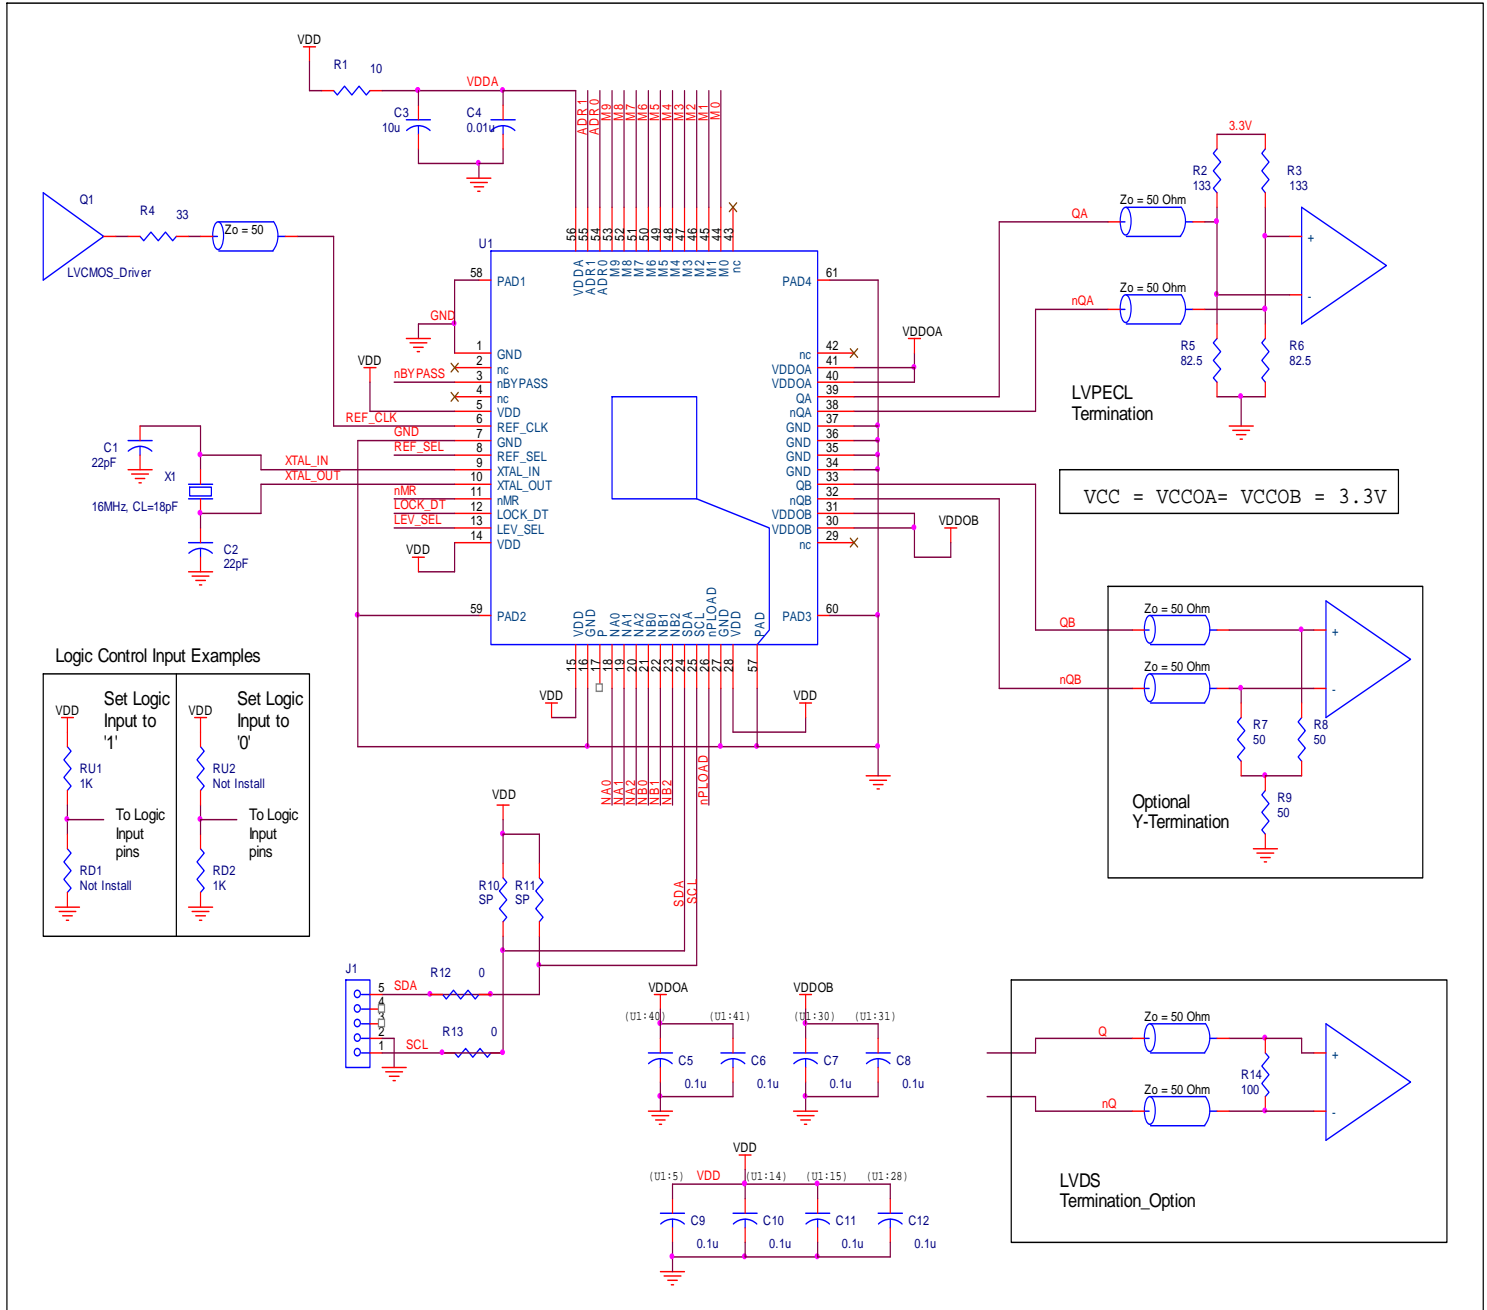 VDD
R1 10
VDDA
C3
10u
C4
0.01u
ADR1
ADR0
M9
M8
M7
M6
M5
M4
M3
M2
M1
M0
Q1
LVCMOS_Driver
R4 33
Zo = 50
U1
56
55
54
53
52
51
50
49
48
47
46
45
44
43
VDDA
ADR1
ADR0
M9
M8
M7
M6
M5
M4
M3
M2
M1
M0
nc
58 PAD1
GND
1 GND
2 nc
nBYPASS 3 nBYPASS
4 nc
VDD
5 VDD
REF_CLK 6 REF_CLK
GND 7 GND
REF_SEL 8 REF_SEL
XTAL_IN 9 XTAL_IN
XTAL_OUT 10 XTAL_OUT
nMR 11 nMR
LOCK_DT 12 LOCK_DT
LEV_SEL 13 LEV_SEL
14 VDD
VDD
59 PAD2
C1
22pF
X1
16MHz, CL=18pF
C2
22pF
PAD4 61
nc 42
VDDOA 41
VDDOA 40
QA 39
nQA 38
GND 37
GND 36
GND 35
GND 34
QB 33
nQB 32
VDDOB 31
VDDOB 30
nc 29
PAD3 60
VDDOA
VDDOB
VDD
GND
P
NA0
NA1
NA2
NB0
NB1
NB2
SDA
SCL
nPLOAD
GND
VDD
PAD
15
16
17
18
19
20
21
22
23
24
25
26
27
28
57
VDD
VDD
NA0
NA1
NA2
NB0
NB1
NB2
nPLOAD
SDA
SCL
3.3V
R2
133
R3
133
QA
Zo = 50 Ohm
nQA
Zo = 50 Ohm
+
-
R5
82.5
R6
82.5
LVPECL
Termination
VCC = VCCOA= VCCOB = 3.3V
QB
Zo = 50 Ohm
nQB
Zo = 50 Ohm
+
-
R7
50
R8
50
R9
50
Optional
Y-Termination
Logic Control Input Examples
Set Logic
Input to
'1'
VDD
RU1
1K
To Logic
Input
pins
RD1
Not Install
Set Logic
Input to
'0'
VDD
RU2
Not Install
To Logic
Input
pins
RD2
1K
VDD
R10
SP
R11
SP
J1
5 SDA
4
3
2
1 SCL
R12 0
R13 0
VDDOA
(U1:40) (U1:41)
C5
0.1u
C6
0.1u
VDDOB
(U1:30) (U1:31)
C7
0.1u
C8
0.1u
VDD
(U1:5) VDD (U1:14) (U1:15) (U1:28)
C9
0.1u
C10
0.1u
C11
0.1u
C12
0.1u
Q
Zo = 50 Ohm
nQ
Zo = 50 Ohm
R14
100
+
-
LVDS
Termination_Option